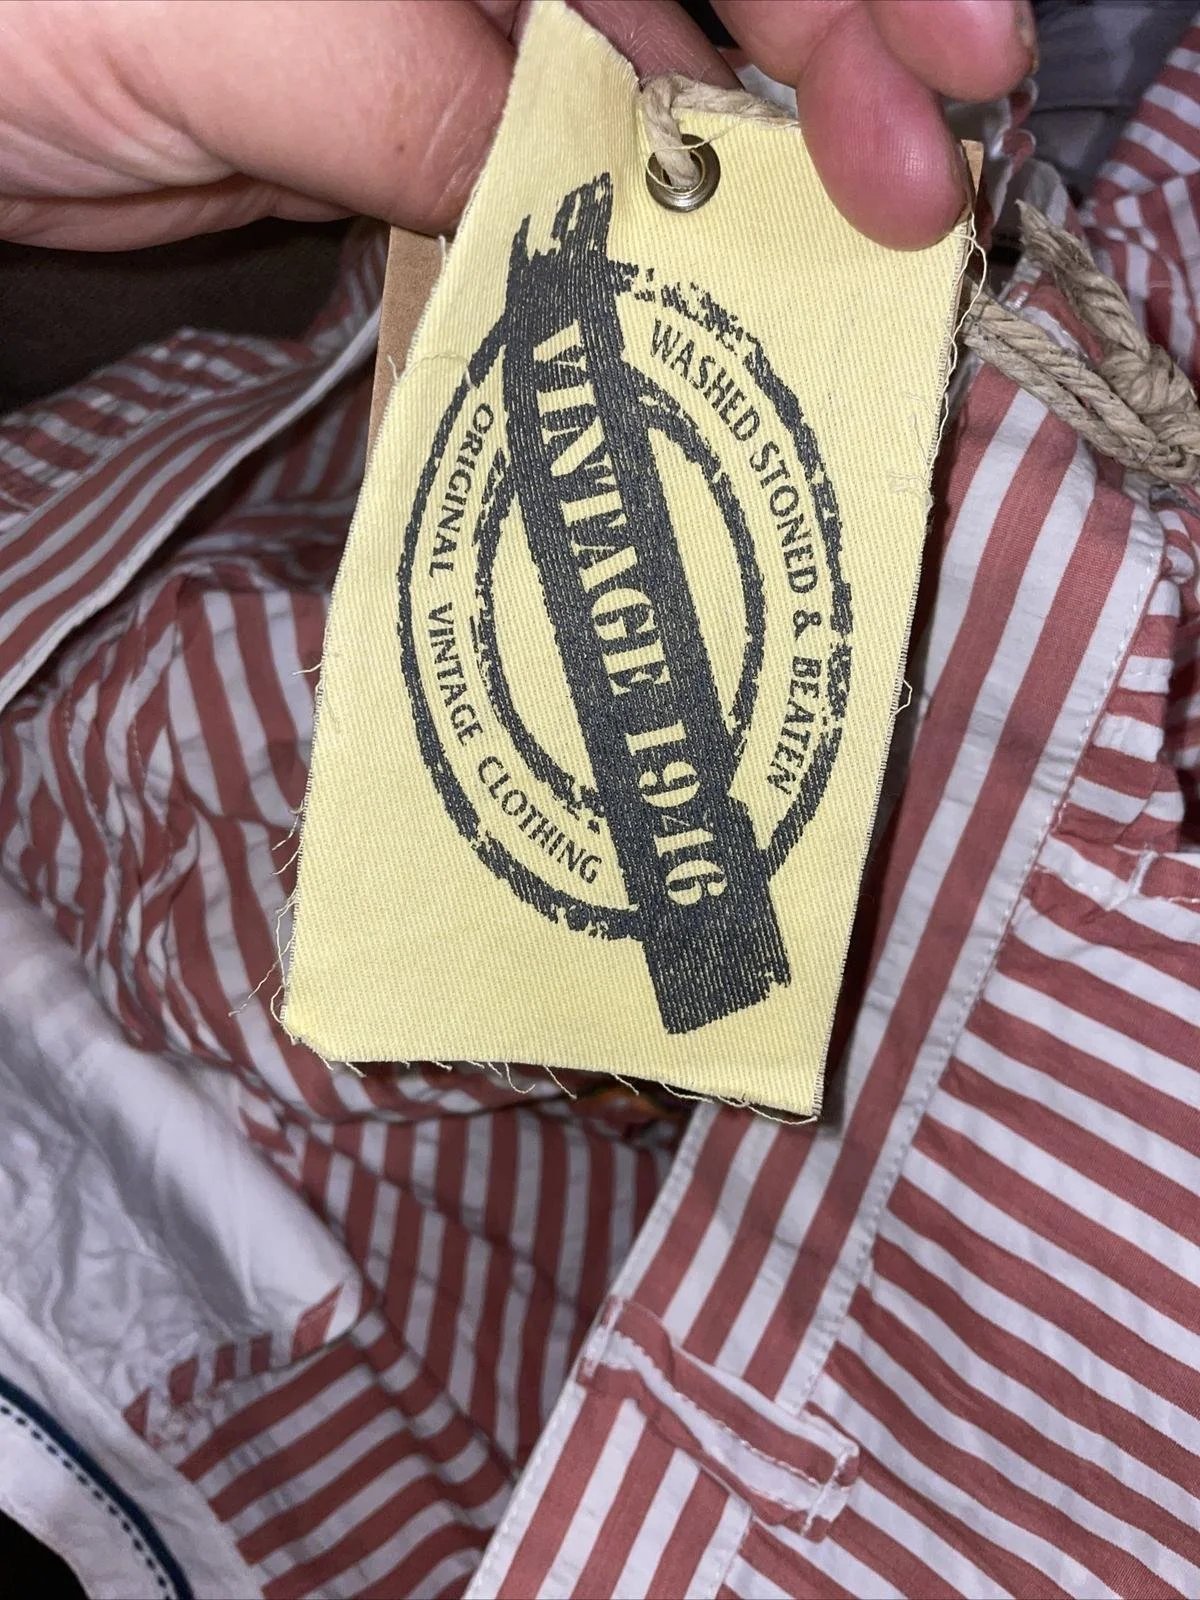 WASHED STONED & BEATEN
VINTAGE 1946
ORIGINAL VINTAGE CLOTHING